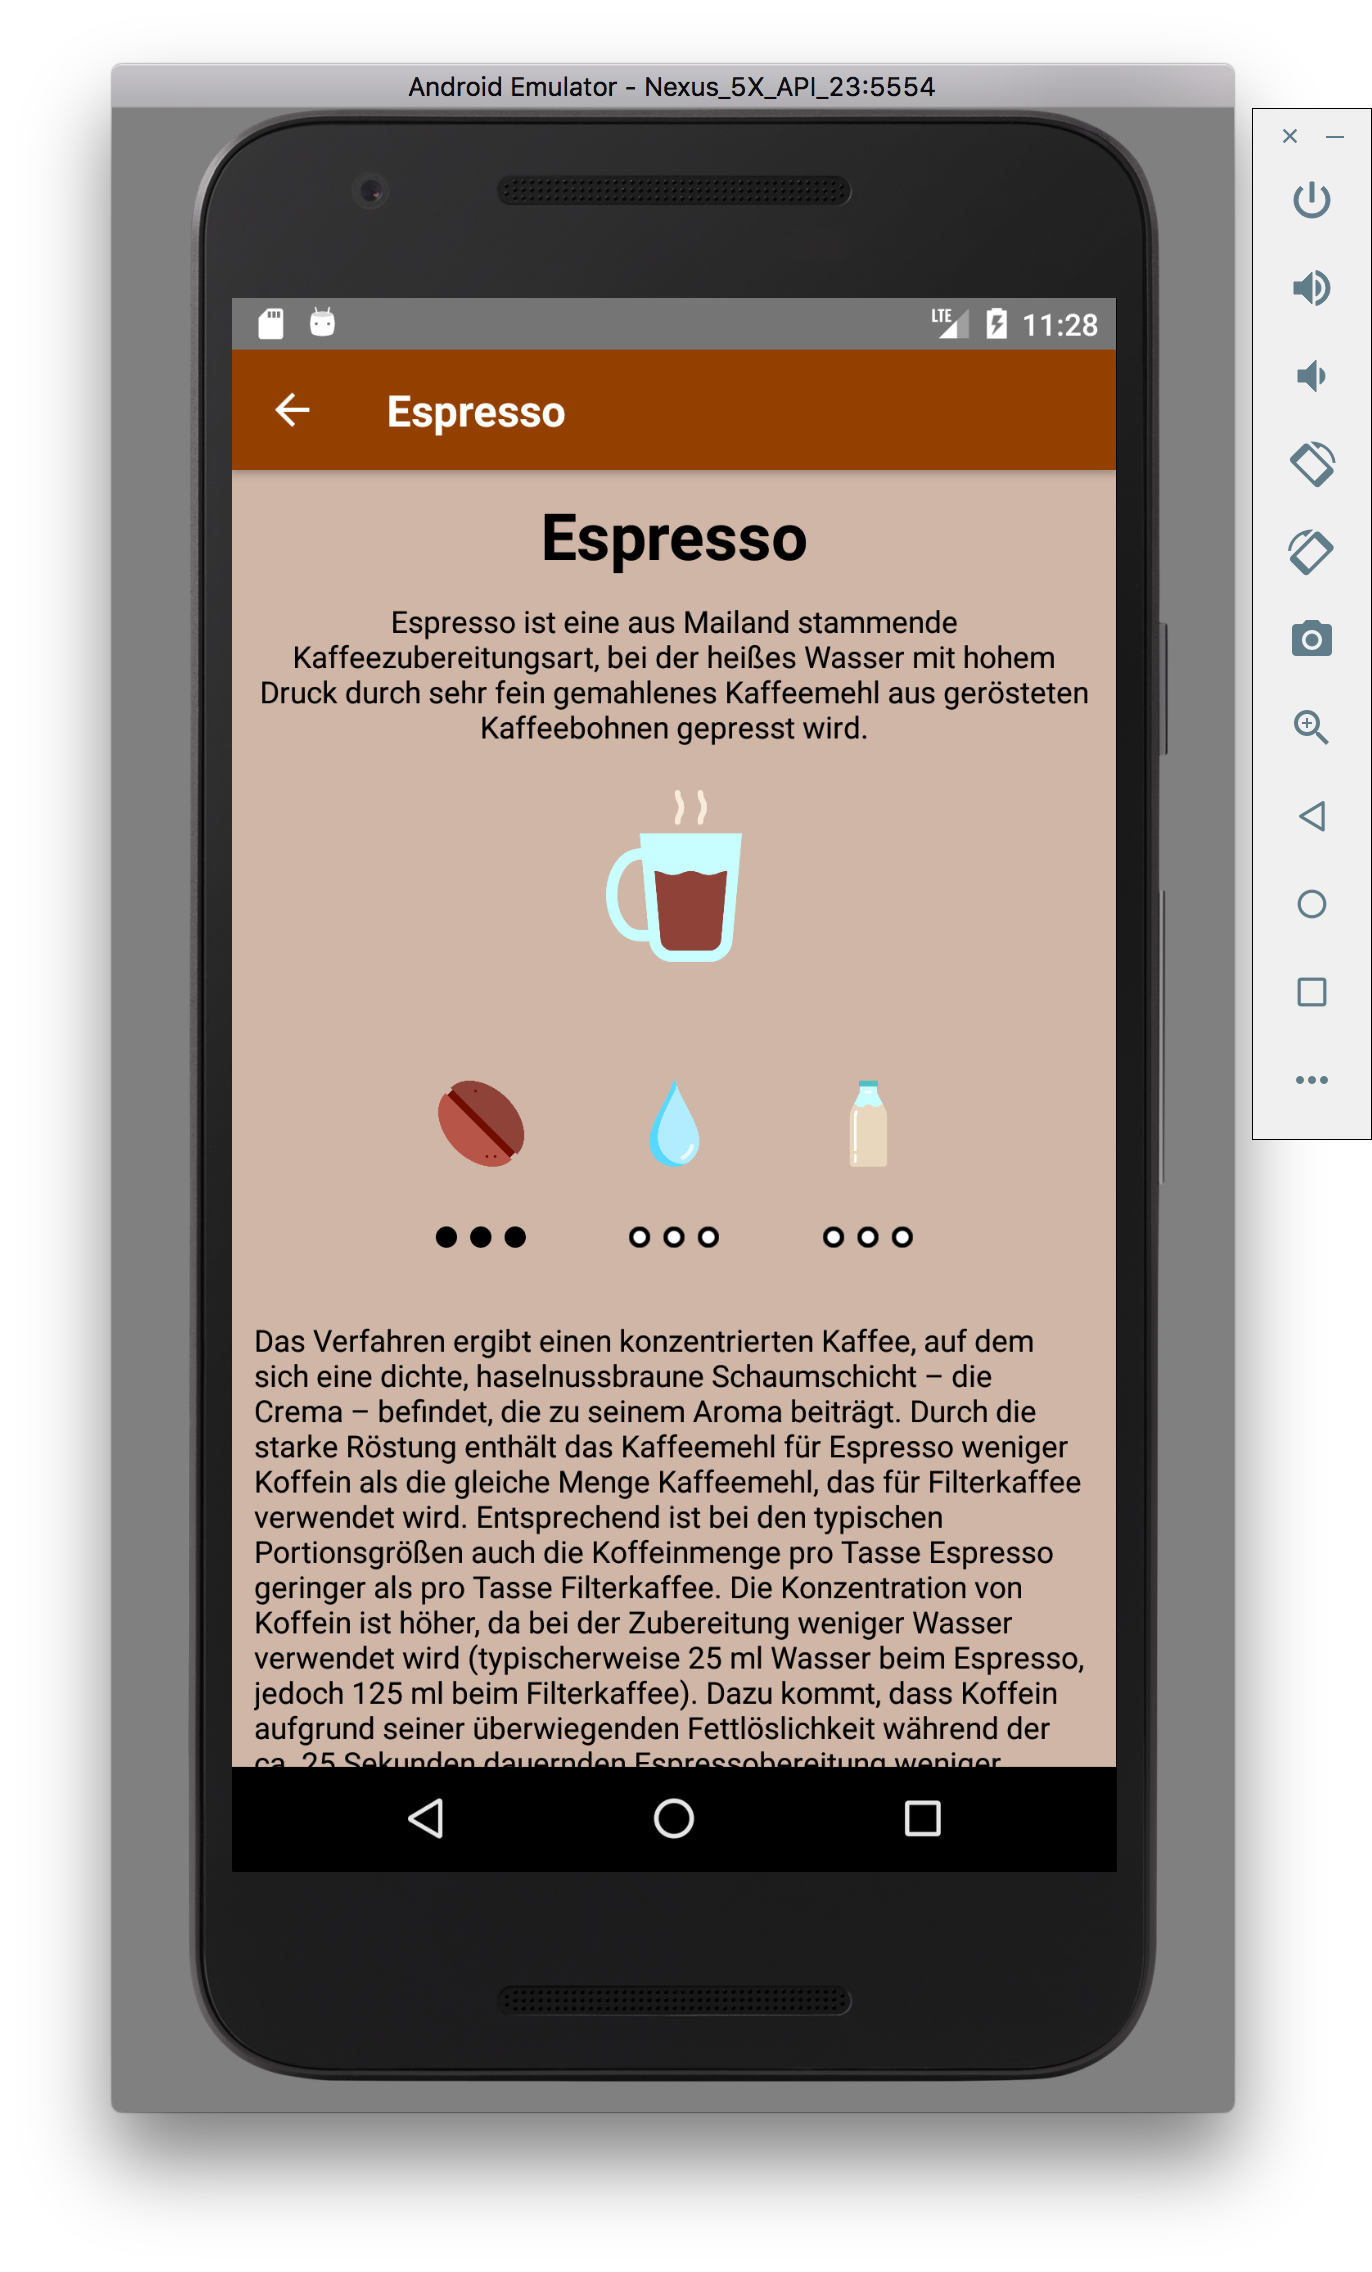 Android Emulator - Nexus_5X_API_23:5554
LTE 11:28
Espresso
Espresso
Espresso ist eine aus Mailand stammende
Kaffeezubereitungsart, bei der heißes Wasser mit hohem
Druck durch sehr fein gemahlenes Kaffeemehl aus gerösteten
Kaffeebohnen gepresst wird.
Das Verfahren ergibt einen konzentrierten Kaffee, auf dem
sich eine dichte, haselnussbraune Schaumschicht – die
Crema – befindet, die zu seinem Aroma beiträgt. Durch die
starke Röstung enthält das Kaffeemehl für Espresso weniger
Koffein als die gleiche Menge Kaffeemehl, das für Filterkaffee
verwendet wird. Entsprechend ist bei den typischen
Portionsgrößen auch die Koffeinmenge pro Tasse Espresso
geringer als pro Tasse Filterkaffee. Die Konzentration von
Koffein ist höher, da bei der Zubereitung weniger Wasser
verwendet wird (typischerweise 25 ml Wasser beim Espresso,
jedoch 125 ml beim Filterkaffee). Dazu kommt, dass Koffein
aufgrund seiner überwiegenden Fettlöslichkeit während der
ca. 25 Sekunden dauernden Espressobereitung weniger